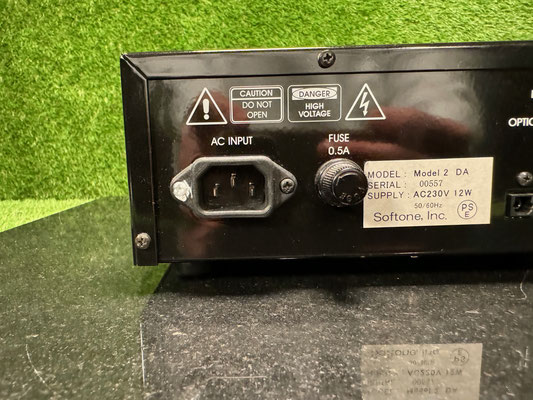 CAUTION
DO NOT
OPEN
DANGER
HIGH
VOLTAGE
AC INPUT
FUSE
0.5A
MODEL : Model 2 DA
SERIAL : 00557
SUPPLY : AC230V 12W
50/60Hz
Softone, Inc.
PS
E
OPTIC